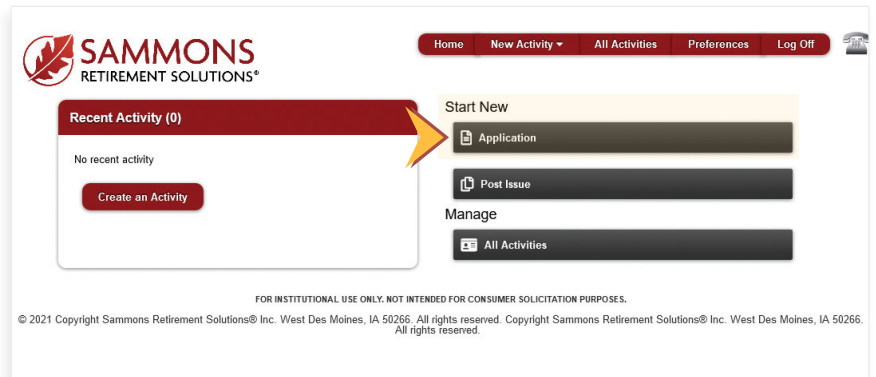 SAMMONS
RETIREMENT SOLUTIONS®
Home New Activity All Activities Preferences Log Off
Recent Activity (0)
No recent activity
Create an Activity
Start New
Application
Post Issue
Manage
All Activities
FOR INSTITUTIONAL USE ONLY. NOT INTENDED FOR CONSUMER SOLICITATION PURPOSES.
© 2021 Copyright Sammons Retirement Solutions® Inc. West Des Moines, IA 50266. All rights reserved. Copyright Sammons Retirement Solutions® Inc. West Des Moines, IA 50266.
All rights reserved.